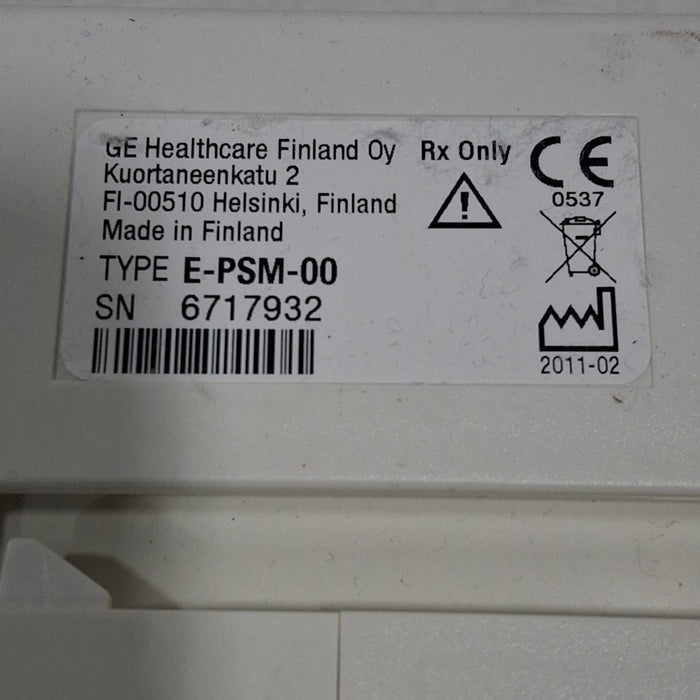 GE Healthcare Finland Oy
Kuortaneenkatu 2
FI-00510 Helsinki, Finland
Made in Finland
TYPE E-PSM-00
SN 6717932
Rx Only
CE
0537
2011-02